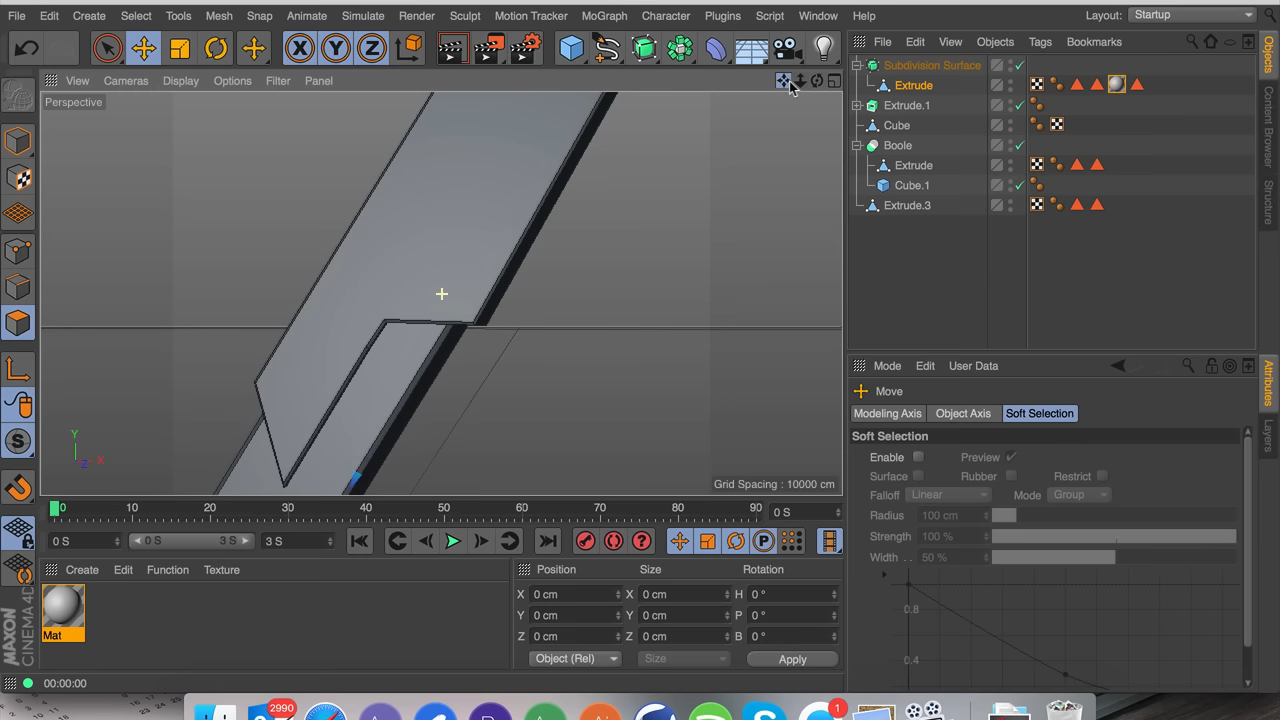 File Edit Create Select Tools Mesh Snap Animate Simulate Render Sculpt Motion Tracker MoGraph Character Plugins Script Window Help Layout: Startup
X Y Z
File Edit View Objects Tags Bookmarks
View Cameras Display Options Filter Panel
Perspective
Subdivision Surface
Extrude
Extrude.1
Cube
Boole
Extrude
Cube.1
Extrude.3
Objects
Content Browser
Structure
Mode Edit User Data
Move
Modeling Axis Object Axis Soft Selection
Soft Selection
Enable Preview
Surface Rubber Restrict
Falloff Linear Mode Group
Radius 100 cm
Strength 100 %
Width 50 %
0.8
0.4
Attributes
Layers
Y
Z X
Grid Spacing : 10000 cm
S
0 10 20 30 40 50 60 70 80 90 0 S
0 S 0 S 3 S 3 S
P
Create Edit Function Texture
Mat
Position Size Rotation
X 0 cm X 0 cm H 0 °
Y 0 cm Y 0 cm P 0 °
Z 0 cm Z 0 cm B 0 °
Object (Rel) Size Apply
MAXON
CINEMA 4D
00:00:00
2990
1